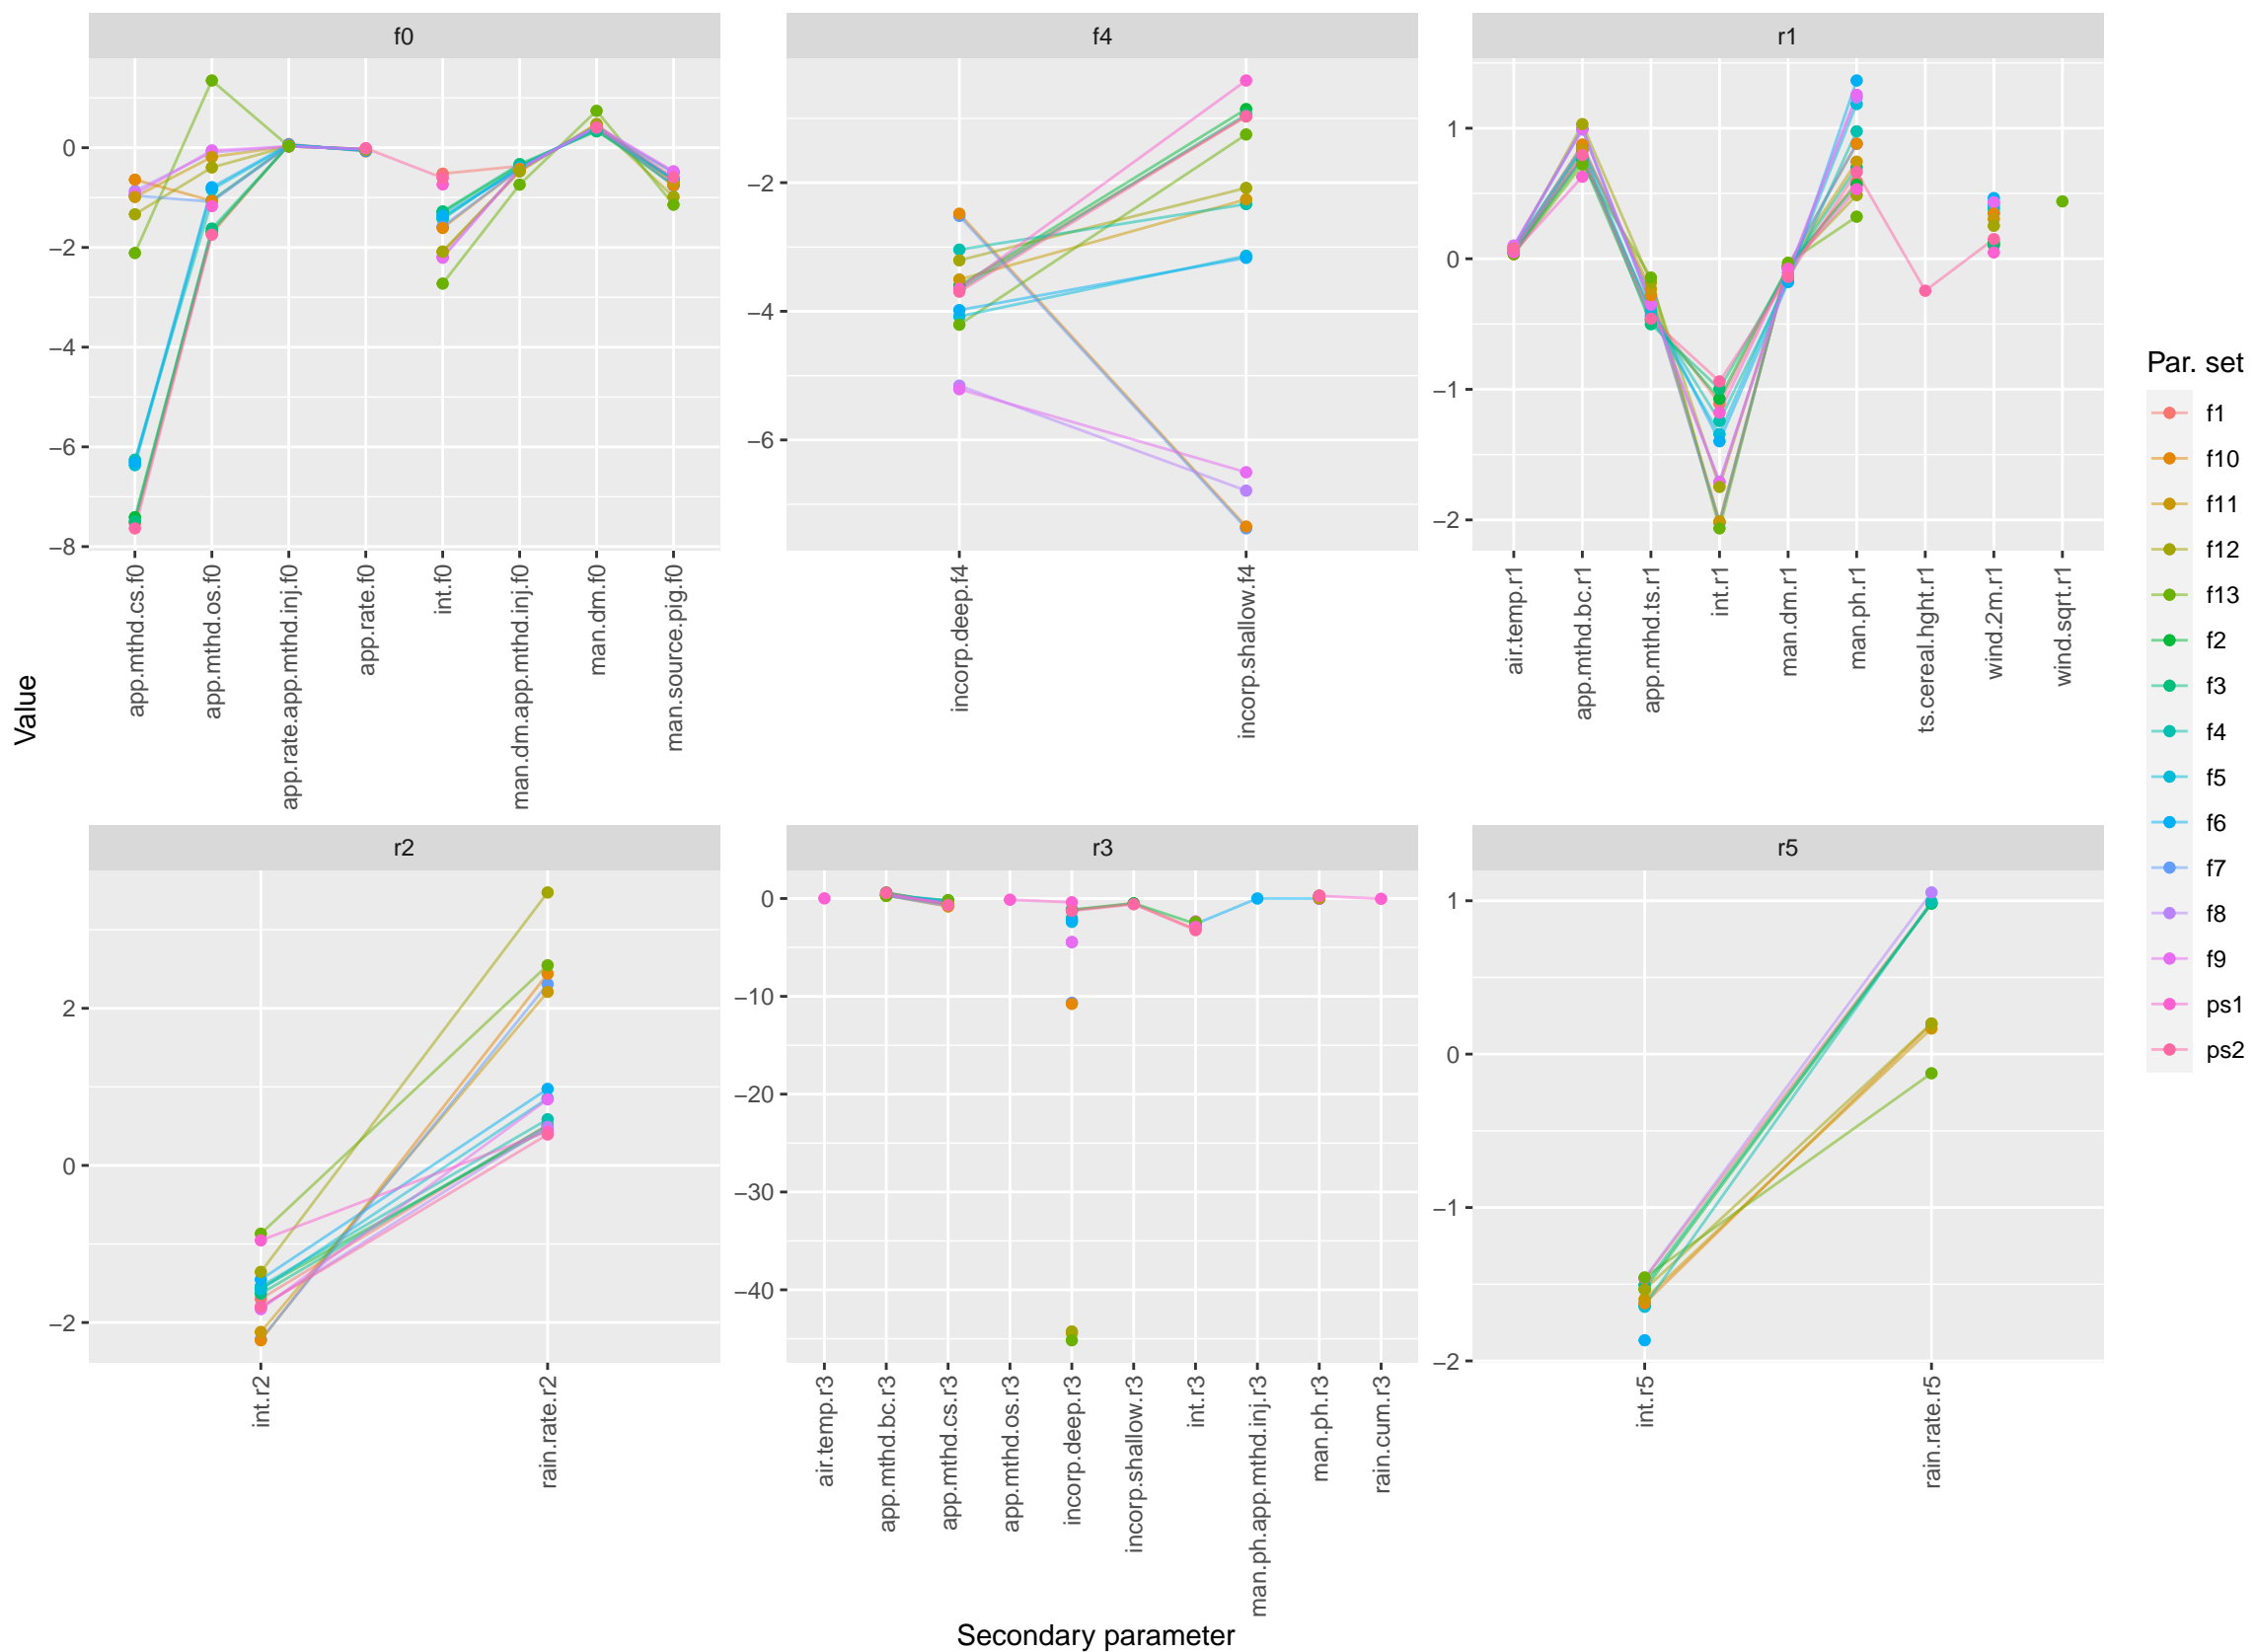 f0
f4
r1
0
−2
−4
−6
−8
−2
−4
−6
1
0
−1
−2
app.mthd.cs.f0
app.mthd.os.f0
app.rate.app.mthd.inj.f0
app.rate.f0
int.f0
man.dm.app.mthd.inj.f0
man.dm.f0
man.source.pig.f0
incorp.deep.f4
incorp.shallow.f4
air.temp.r1
app.mthd.bc.r1
app.mthd.ts.r1
int.r1
man.dm.r1
man.ph.r1
ts.cereal.hght.r1
wind.2m.r1
wind.sqrt.r1
Value
r2
r3
r5
2
0
−2
0
−10
−20
−30
−40
1
0
−1
−2
int.r2
rain.rate.r2
air.temp.r3
app.mthd.bc.r3
app.mthd.cs.r3
app.mthd.os.r3
incorp.deep.r3
incorp.shallow.r3
int.r3
man.ph.app.mthd.inj.r3
man.ph.r3
rain.cum.r3
int.r5
rain.rate.r5
Secondary parameter
Par. set
f1
f10
f11
f12
f13
f2
f3
f4
f5
f6
f7
f8
f9
ps1
ps2